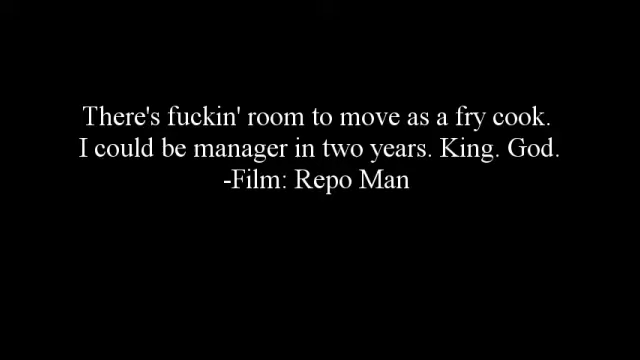 There's fuckin' room to move as a fry cook.
I could be manager in two years. King. God.
-Film: Repo Man